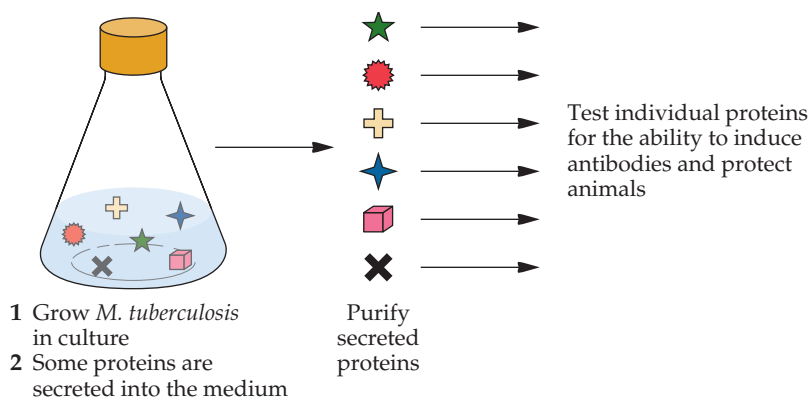 1 Grow M. tuberculosis
in culture
2 Some proteins are
secreted into the medium
Purify
secreted
proteins
Test individual proteins
for the ability to induce
antibodies and protect
animals